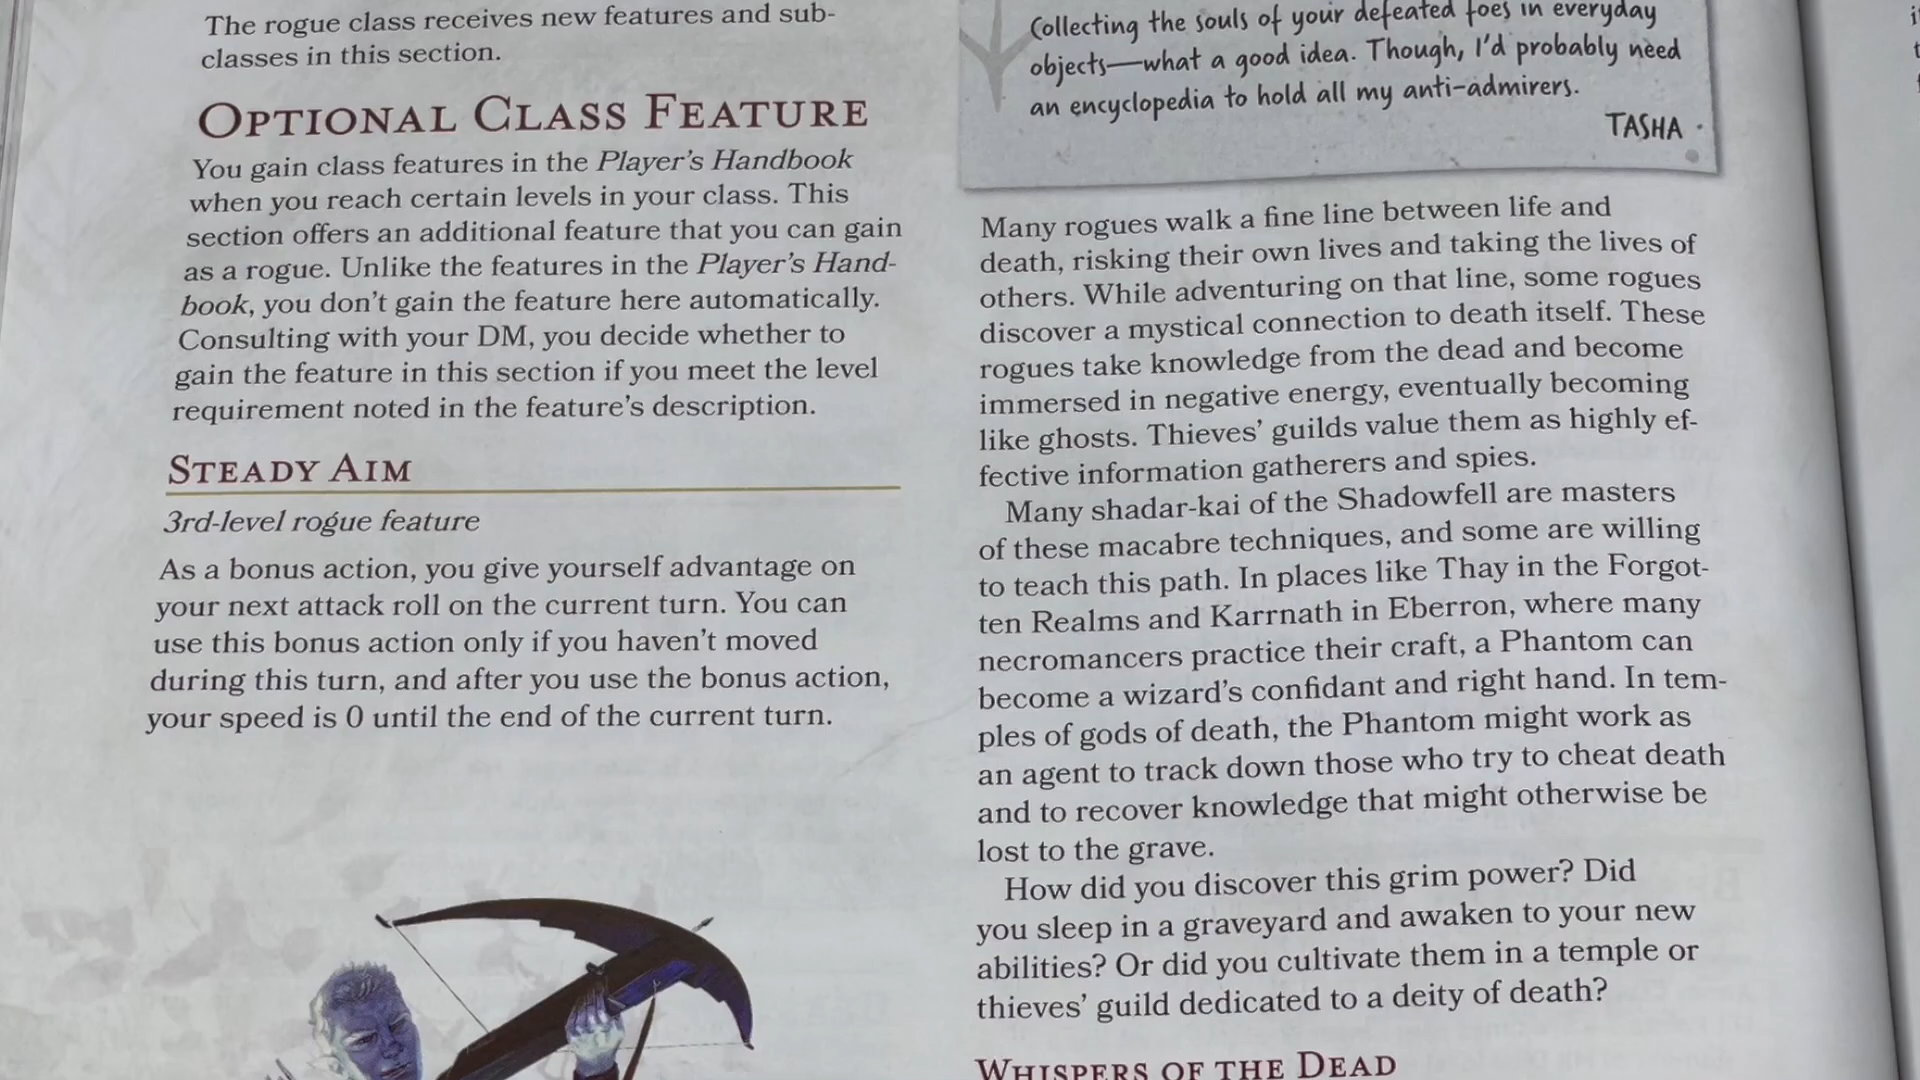 The rogue class receives new features and sub-
classes in this section.
OPTIONAL CLASS FEATURE
You gain class features in the Player's Handbook
when you reach certain levels in your class. This
section offers an additional feature that you can gain
as a rogue. Unlike the features in the Player's Hand-
book, you don't gain the feature here automatically.
Consulting with your DM, you decide whether to
gain the feature in this section if you meet the level
requirement noted in the feature's description.
STEADY AIM
3rd-level rogue feature
As a bonus action, you give yourself advantage on
your next attack roll on the current turn. You can
use this bonus action only if you haven't moved
during this turn, and after you use the bonus action,
your speed is 0 until the end of the current turn.
Collecting the souls of your defeated foes in everyday
objects—what a good idea. Though, I'd probably need
an encyclopedia to hold all my anti-admirers.
TASHA
Many rogues walk a fine line between life and
death, risking their own lives and taking the lives of
others. While adventuring on that line, some rogues
discover a mystical connection to death itself. These
rogues take knowledge from the dead and become
immersed in negative energy, eventually becoming
like ghosts. Thieves' guilds value them as highly ef-
fective information gatherers and spies.
Many shadar-kai of the Shadowfell are masters
of these macabre techniques, and some are willing
to teach this path. In places like Thay in the Forgot-
ten Realms and Karrnath in Eberron, where many
necromancers practice their craft, a Phantom can
become a wizard's confidant and right hand. In tem-
ples of gods of death, the Phantom might work as
an agent to track down those who try to cheat death
and to recover knowledge that might otherwise be
lost to the grave.
How did you discover this grim power? Did
you sleep in a graveyard and awaken to your new
abilities? Or did you cultivate them in a temple or
thieves' guild dedicated to a deity of death?
WHISPERS OF THE DEAD